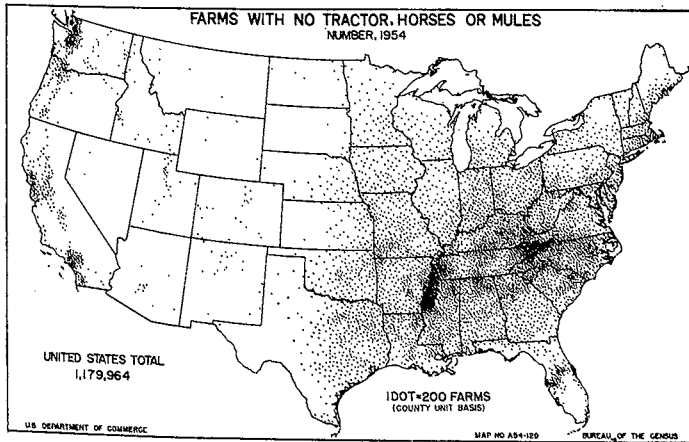 FARMS WITH NO TRACTOR, HORSES OR MULES
NUMBER, 1954
UNITED STATES TOTAL
1,179,964
1 DOT=200 FARMS
(COUNTY UNIT BASIS)
U.S. DEPARTMENT OF COMMERCE
MAP NO A54-129
BUREAU OF THE CENSUS